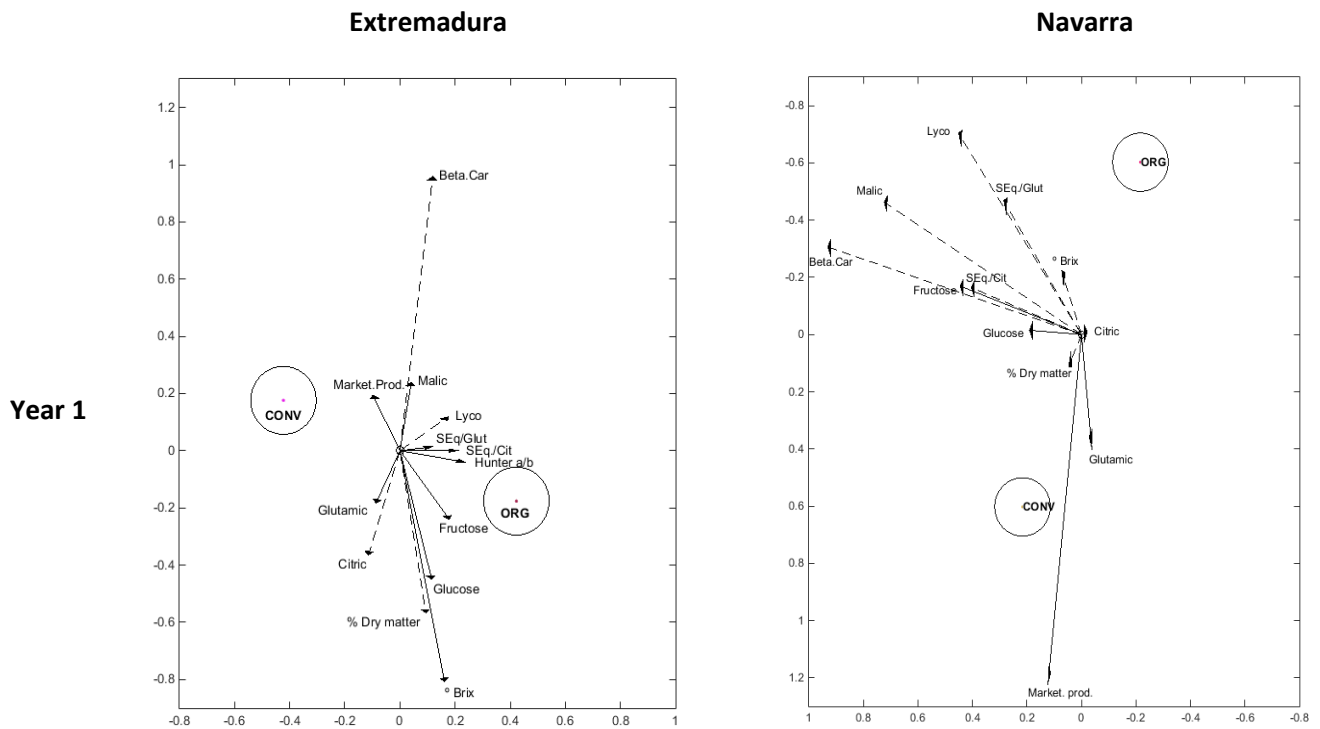 Extremadura
Navarra
Year 1
1.2
1
0.8
0.6
0.4
0.2
0
-0.2
-0.4
-0.6
-0.8
-0.8
-0.6
-0.4
-0.2
0
0.2
0.4
0.6
0.8
1
Beta.Car
Market.Prod.
Malic
CONV
Lyco
SEq/Glut
SEq./Cit
Hunter a/b
Glutamic
ORG
Fructose
Citric
Glucose
% Dry matter
° Brix
-0.8
-0.6
-0.4
-0.2
0
0.2
0.4
0.6
0.8
1
1.2
1
0.8
0.6
0.4
0.2
0
-0.2
-0.4
-0.6
-0.8
Lyco
ORG
Malic
SEq./Glut
Beta.Car
° Brix
SEq./Cit
Fructose
Glucose
Citric
% Dry matter
Glutamic
CONV
Market. prod.